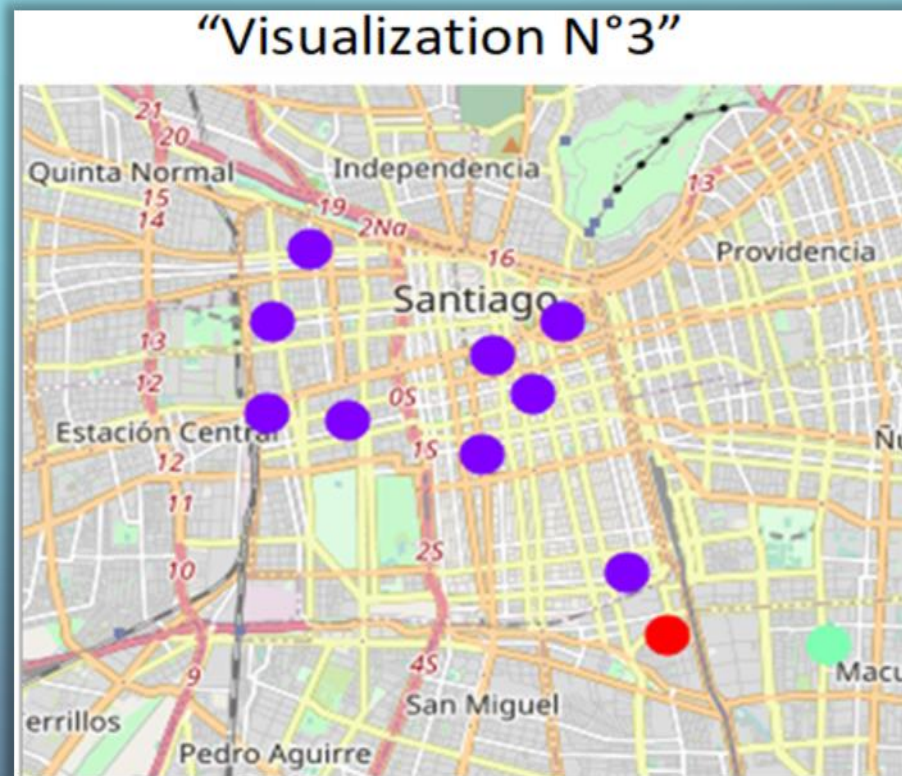 “Visualization N°3”
21
20
Quinta Normal
Independencia
15
14
19
2Na
13
16
Providencia
Santiago
13
12
0S
Estación Central
1S
Ñu
12
11
2S
10
4S
9
Macu
San Miguel
errillos
Pedro Aguirre